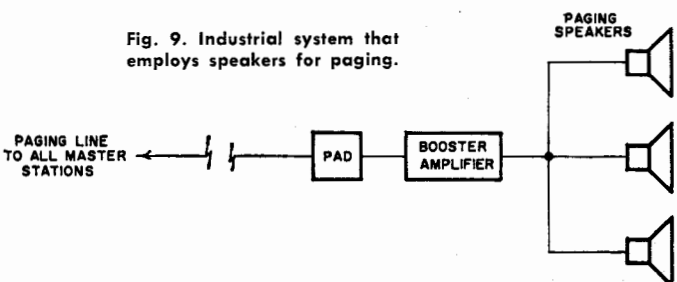 Fig. 9. Industrial system that
employs speakers for paging.
PAGING
SPEAKERS
PAGING LINE
TO ALL MASTER
STATIONS
PAD
BOOSTER
AMPLIFIER